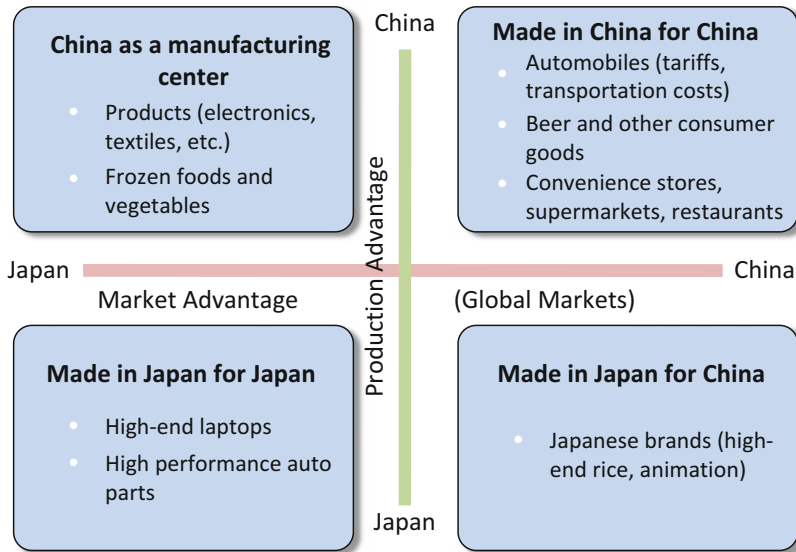 China as a manufacturing
center
• Products (electronics,
textiles, etc.)
• Frozen foods and
vegetables
China
Made in China for China
• Automobiles (tariffs,
transportation costs)
• Beer and other consumer
goods
• Convenience stores,
supermarkets, restaurants
Japan
China
Market Advantage
(Global Markets)
Production Advantage
Made in Japan for Japan
• High-end laptops
• High performance auto
parts
Made in Japan for China
• Japanese brands (high-
end rice, animation)
Japan